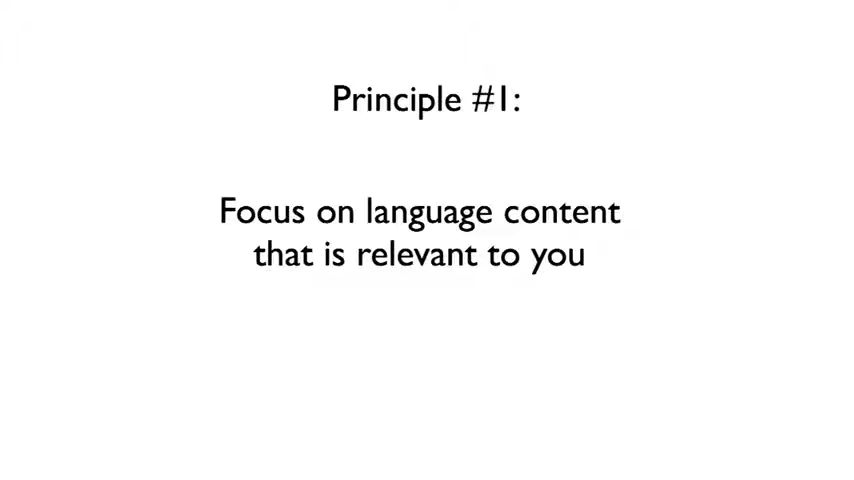 Principle #1:
Focus on language content
that is relevant to you